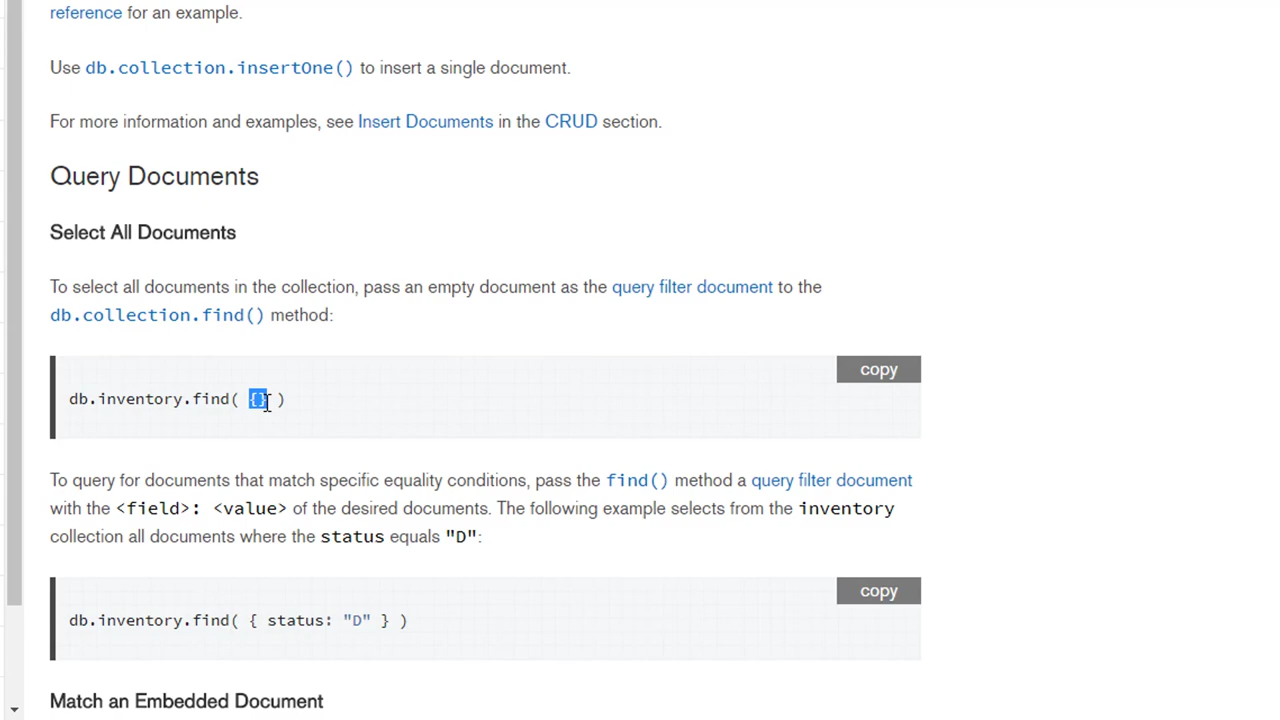 reference for an example.
Use db.collection.insertOne() to insert a single document.
For more information and examples, see Insert Documents in the CRUD section.
Query Documents
Select All Documents
To select all documents in the collection, pass an empty document as the query filter document to the
db.collection.find() method:
copy
db.inventory.find( {} )
To query for documents that match specific equality conditions, pass the find() method a query filter document
with the <field>: <value> of the desired documents. The following example selects from the inventory
collection all documents where the status equals "D":
copy
db.inventory.find( { status: "D" } )
Match an Embedded Document